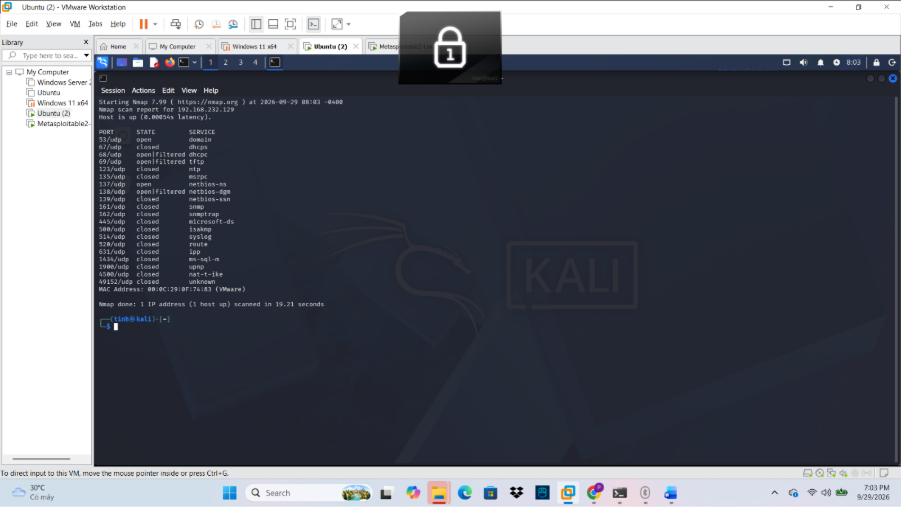 Ubuntu (2) - VMware Workstation
File Edit View VM Tabs Help
Library
Type here to se...
Home My Computer Windows 11 x64 Ubuntu (2)
1 2 3 4 8:03
My Computer
Windows Server 2
Ubuntu
Windows 11 x64
Ubuntu (2)
Metasploitable2-
1
Session Actions Edit View Help
Starting Nmap 7.99 ( https://nmap.org ) at 2026-09-29 08:03 -0400
Nmap scan report for 192.168.232.129
Host is up (0.00054s latency).
PORT STATE SERVICE
53/udp open domain
67/udp closed dhcps
68/udp open|filtered dhcpc
69/udp open|filtered tftp
123/udp closed ntp
135/udp closed msrpc
137/udp open netbios-ns
138/udp open|filtered netbios-dgm
139/udp closed netbios-ssn
161/udp closed snmp
162/udp closed snmptrap
445/udp closed microsoft-ds
500/udp closed isakmp
514/udp closed syslog
520/udp closed route
631/udp closed ipp
1434/udp closed ms-sql-m
1900/udp closed upnp
4500/udp closed nat-t-ike
49152/udp closed unknown
MAC Address: 00:0C:29:0F:74:83 (VMware)
Nmap done: 1 IP address (1 host up) scanned in 19.21 seconds
(tinh㉿kali)-[~]
$
KALI
To direct input to this VM, move the mouse pointer inside or press Ctrl+G.
30°C
Có mây
Search
7:03 PM
9/29/2026